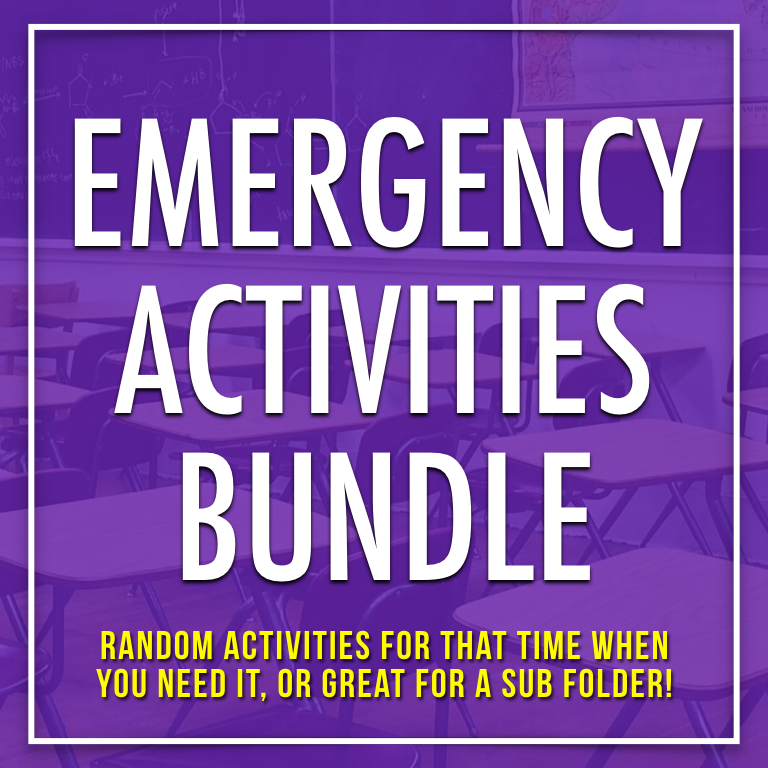 EMERGENCY
ACTIVITIES
BUNDLE
RANDOM ACTIVITIES FOR THAT TIME WHEN
YOU NEED IT, OR GREAT FOR A SUB FOLDER!